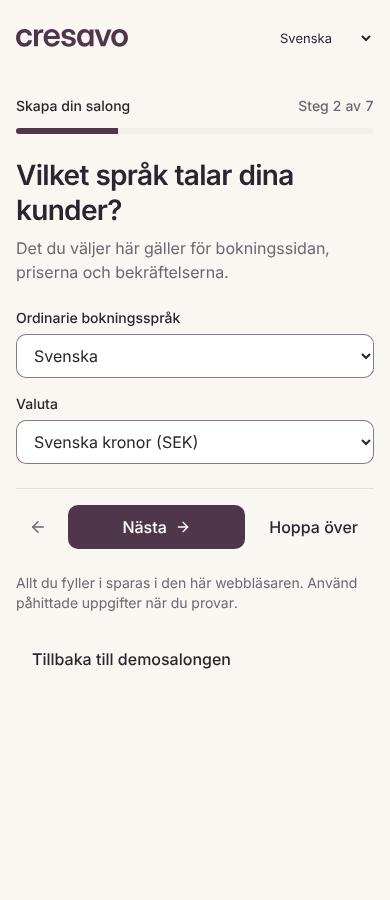 cresavo
Svenska
Skapa din salong
Steg 2 av 7
Vilket språk talar dina
kunder?
Det du väljer här gäller för bokningssidan,
priserna och bekräftelserna.
Ordinarie bokningsspråk
Svenska
Valuta
Svenska kronor (SEK)
← Nästa → Hoppa över
Allt du fyller i sparas i den här webbläsaren. Använd
påhittade uppgifter när du provar.
Tillbaka till demosalongen